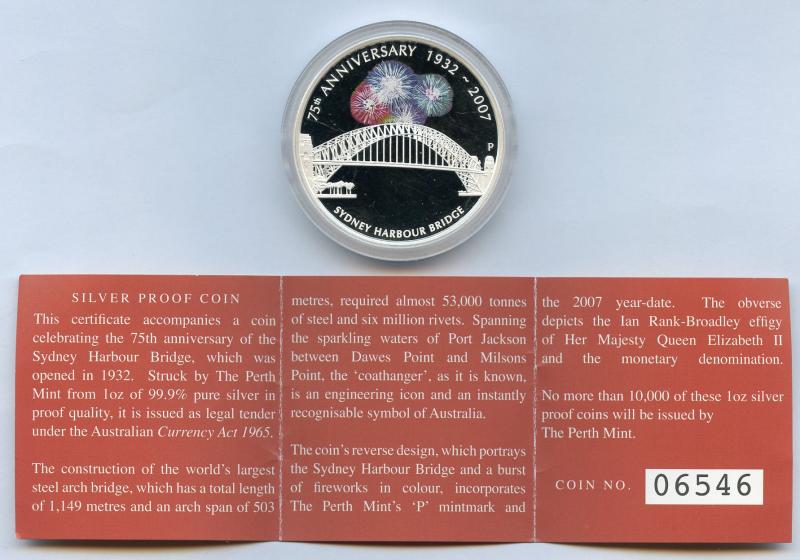 75th ANNIVERSARY 1932 ~ 2007
P
SYDNEY HARBOUR BRIDGE
SILVER PROOF COIN
This certificate accompanies a coin
celebrating the 75th anniversary of the
Sydney Harbour Bridge, which was
opened in 1932. Struck by The Perth
Mint from 1oz of 99.9% pure silver in
proof quality, it is issued as legal tender
under the Australian Currency Act 1965.
The construction of the world's largest
steel arch bridge, which has a total length
of 1,149 metres and an arch span of 503
metres, required almost 53,000 tonnes
of steel and six million rivets. Spanning
the sparkling waters of Port Jackson
between Dawes Point and Milsons
Point, the 'coathanger', as it is known,
is an engineering icon and an instantly
recognisable symbol of Australia.
The coin's reverse design, which portrays
the Sydney Harbour Bridge and a burst
of fireworks in colour, incorporates
The Perth Mint's 'P' mintmark and
the 2007 year-date. The obverse
depicts the Ian Rank-Broadley effigy
of Her Majesty Queen Elizabeth II
and the monetary denomination.
No more than 10,000 of these 1oz silver
proof coins will be issued by
The Perth Mint.
COIN NO. 06546